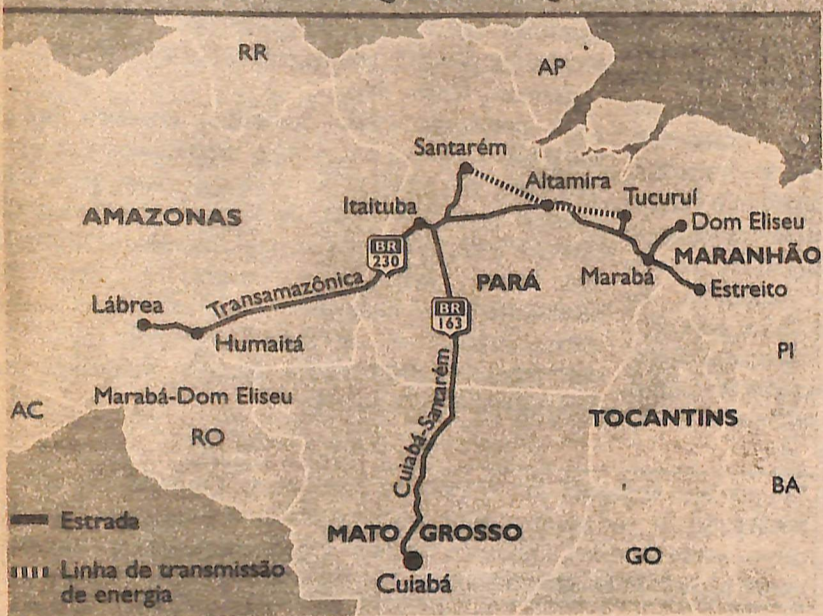 RR
AP
Santarém
Altamira
Tucuruí
Itaituba
AMAZONAS
Dom Eliseu
BR
230
MARANHÃO
PARÁ
Marabá
Transamazônica
Estreito
Lábrea
BR
163
Humaitá
PI
Marabá-Dom Eliseu
Cuiabá-Santarém
AC
TOCANTINS
RO
BA
Estrada
MATO GROSSO
GO
Linha de transmissão
de energia
Cuiabá